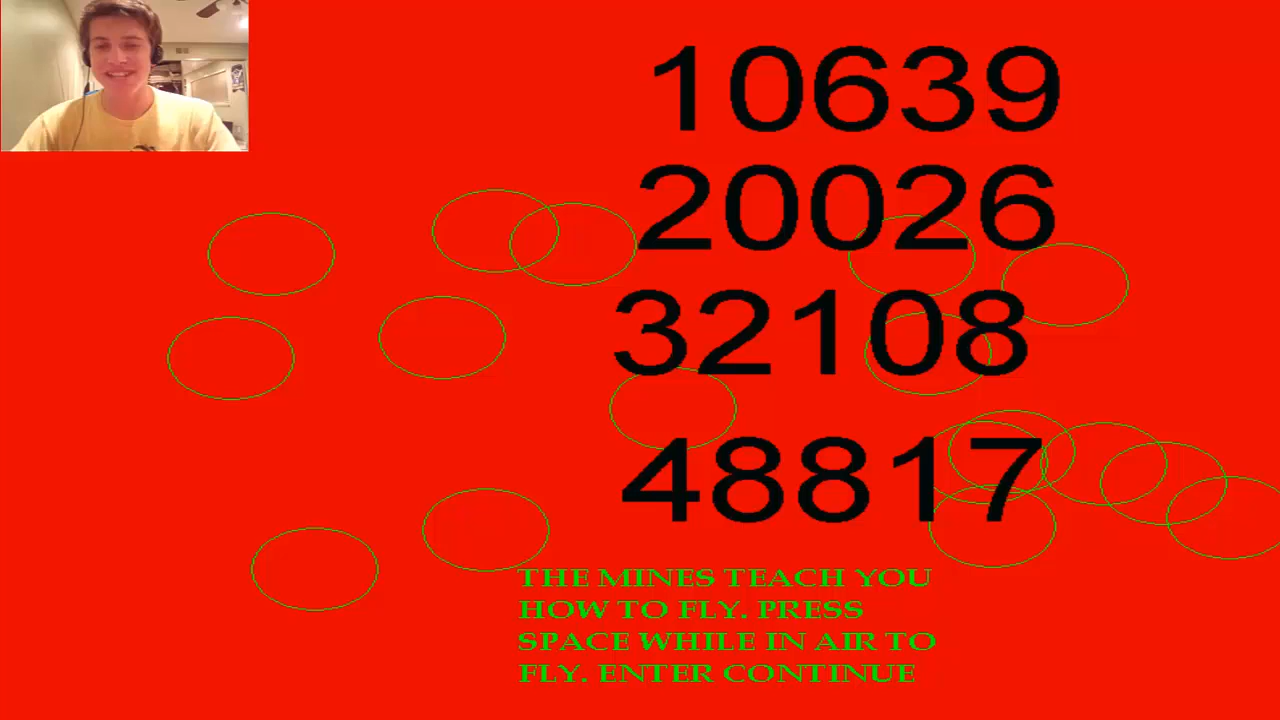 10639
20026
32108
48817
THE MINES TEACH YOU
HOW TO FLY. PRESS
SPACE WHILE IN AIR TO
FLY. ENTER CONTINUE